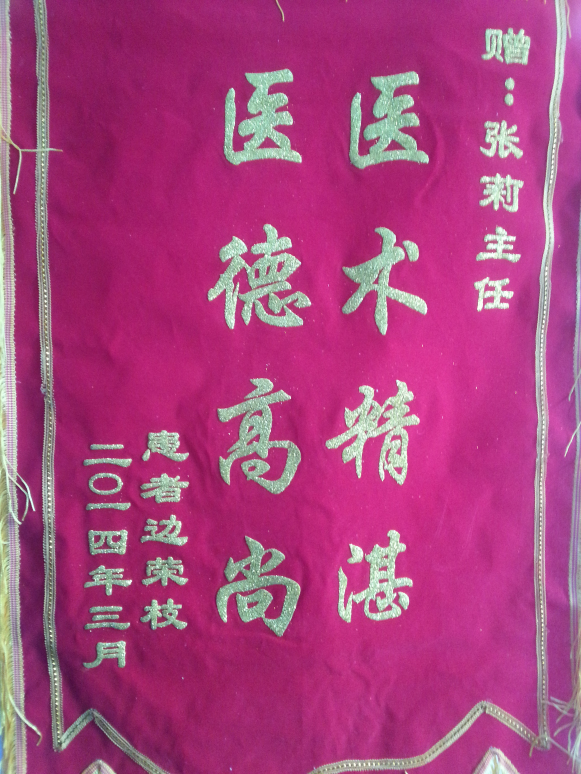 赠：张莉主任
医术精湛
医德高尚
患者边荣枝
二〇一四年三月